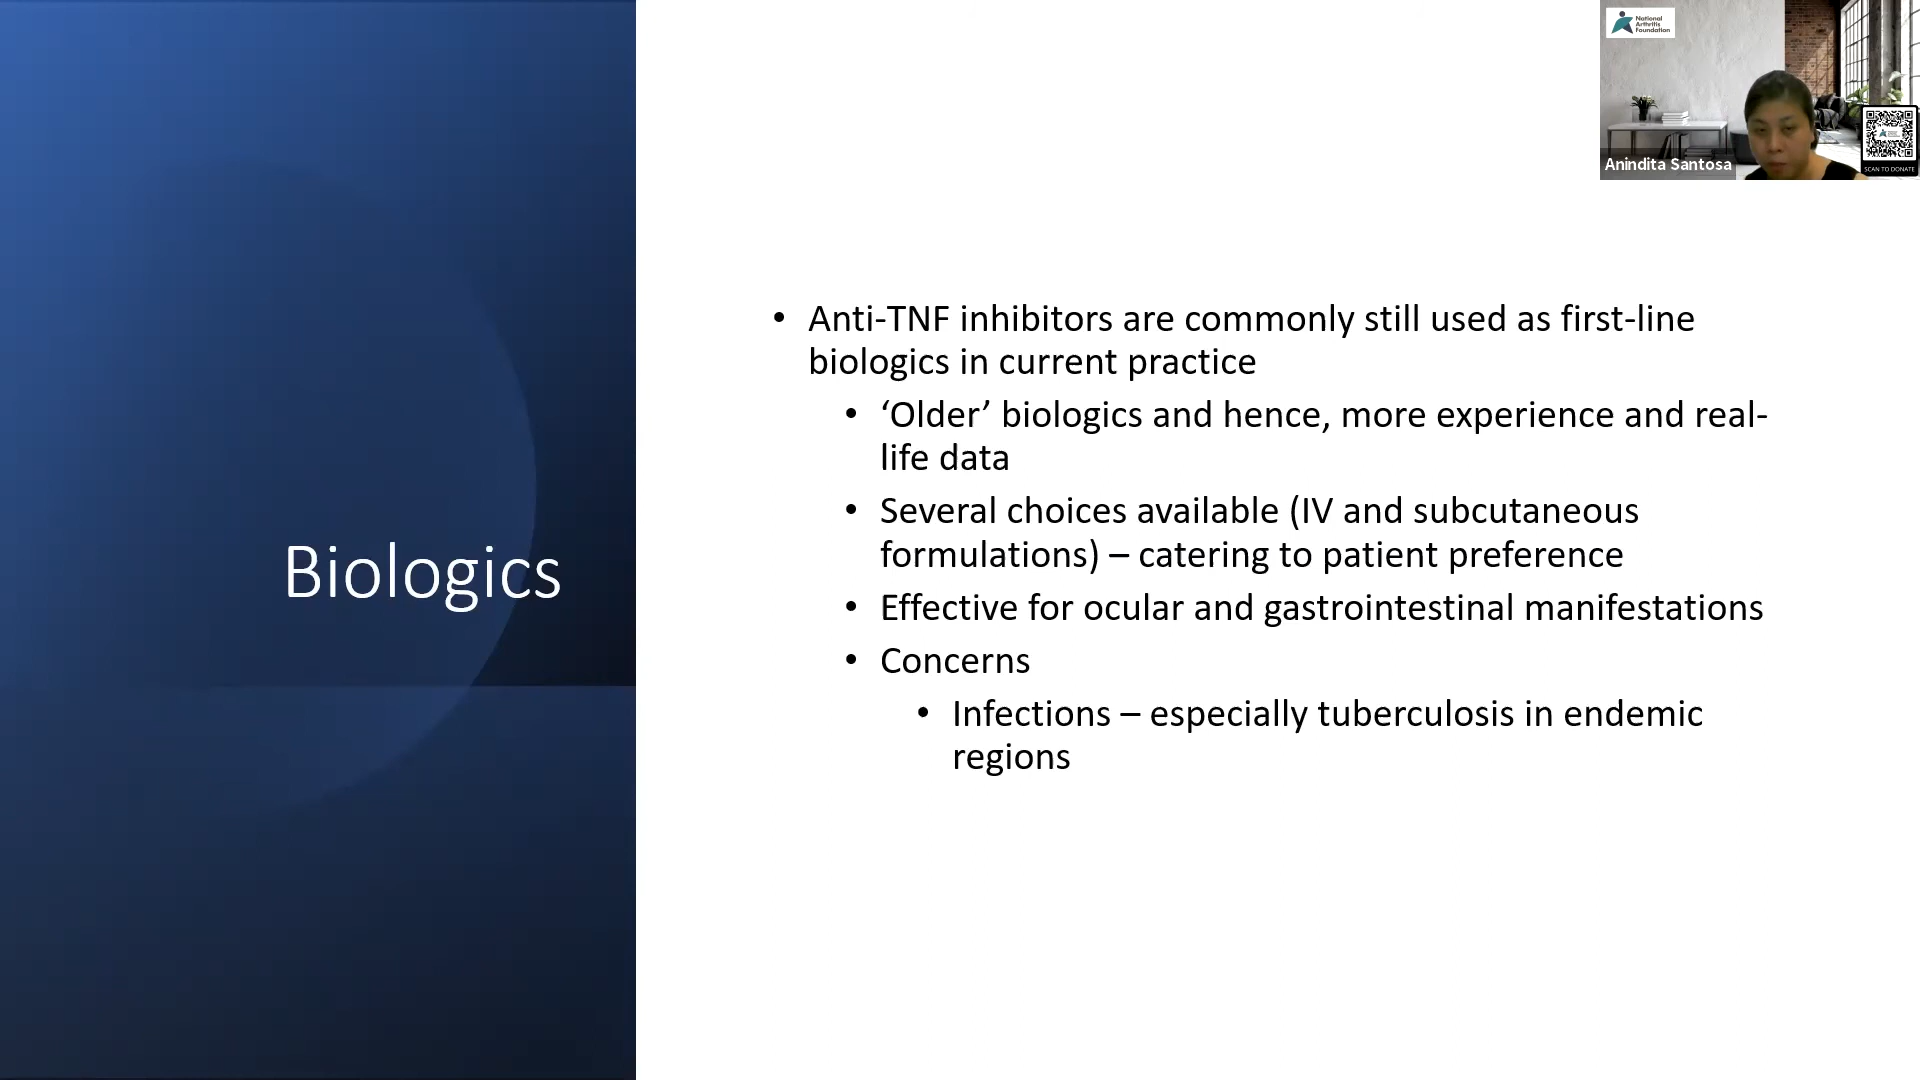 Biologics
• Anti-TNF inhibitors are commonly still used as first-line
biologics in current practice
• ‘Older’ biologics and hence, more experience and real-
life data
• Several choices available (IV and subcutaneous
formulations) – catering to patient preference
• Effective for ocular and gastrointestinal manifestations
• Concerns
• Infections – especially tuberculosis in endemic
regions
National
Arthritis
Foundation
Anindita Santosa
SCAN TO DONATE